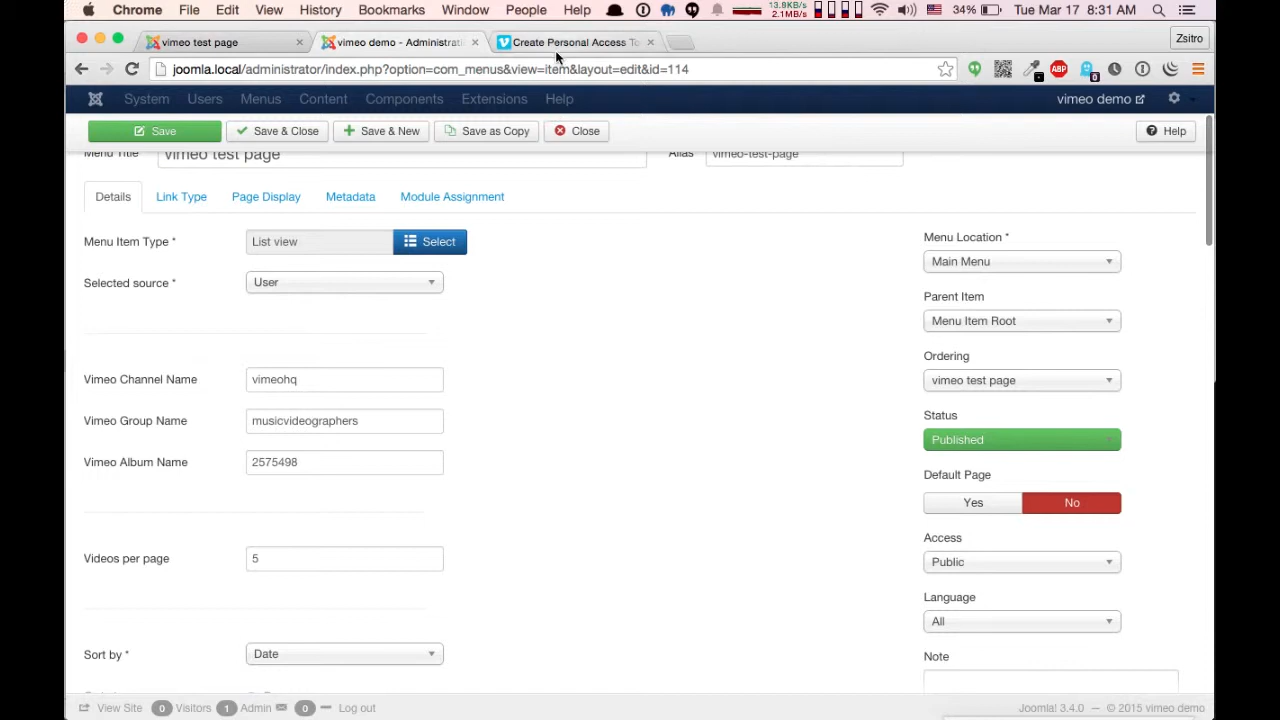 Chrome File Edit View History Bookmarks Window People Help 13.9KB/s 2.1MB/s 34% Tue Mar 17 8:31 AM
vimeo test page vimeo demo - Administrati Create Personal Access To Zsitro
joomla.local/administrator/index.php?option=com_menus&view=item&layout=edit&id=114 ABP 0
System Users Menus Content Components Extensions Help vimeo demo
Save Save & Close Save & New Save as Copy Close Help
Menu Title vimeo test page Alias vimeo-test-page
Details Link Type Page Display Metadata Module Assignment
Menu Item Type * List view Select
Selected source * User
Vimeo Channel Name vimeohq
Vimeo Group Name musicvideographers
Vimeo Album Name 2575498
Videos per page 5
Sort by * Date
Menu Location *
Main Menu
Parent Item
Menu Item Root
Ordering
vimeo test page
Status
Published
Default Page
Yes No
Access
Public
Language
All
Note
View Site 0 Visitors 1 Admin 0 Log out Joomla! 3.4.0 — © 2015 vimeo demo